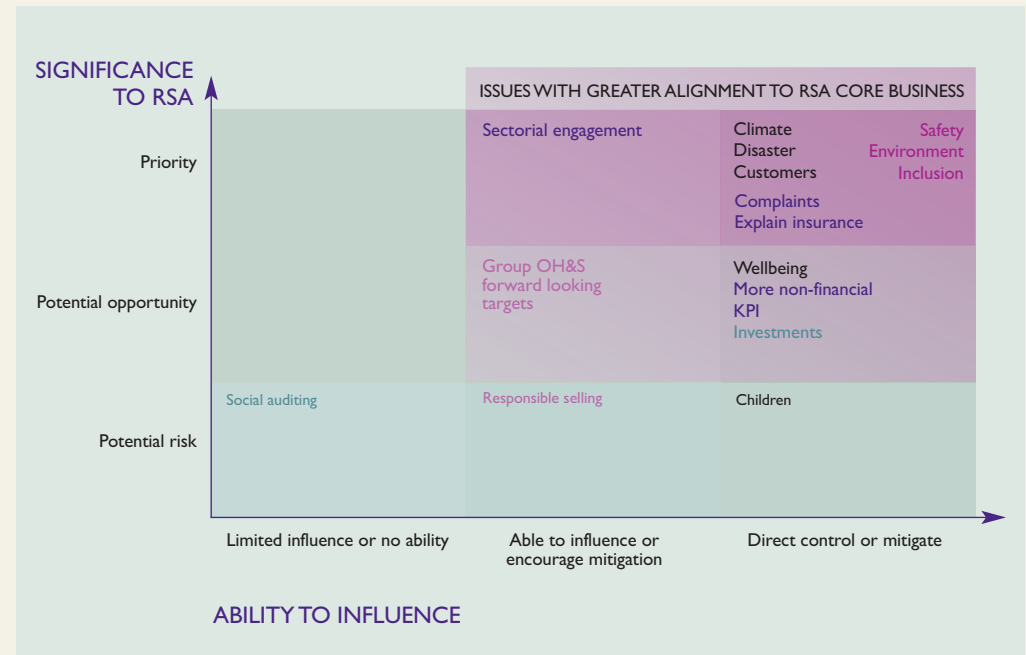 SIGNIFICANCE
TO RSA
ISSUES WITH GREATER ALIGNMENT TO RSA CORE BUSINESS
Priority
Sectorial engagement
Climate
Disaster
Customers
Safety
Environment
Inclusion
Complaints
Explain insurance
Potential opportunity
Group OH&S
forward looking
targets
Wellbeing
More non-financial
KPI
Investments
Potential risk
Social auditing
Responsible selling
Children
Limited influence or no ability
Able to influence or
encourage mitigation
Direct control or mitigate
ABILITY TO INFLUENCE